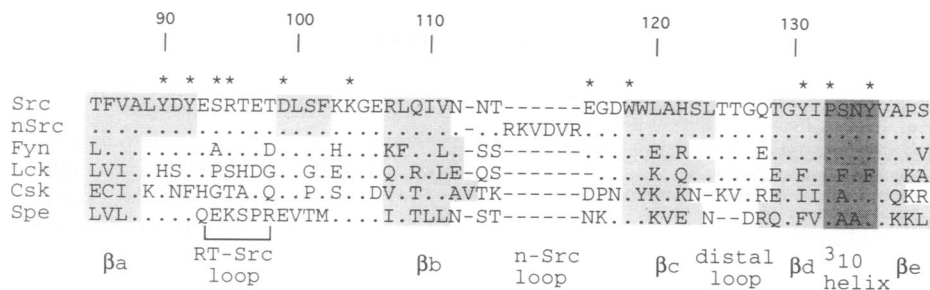 90 100 110 120 130
* * ** * * * * * * *
Src TFVALYDYESRTETDLSFKKGERLQIVN-NT------EGDWWLAHSLTTGQTGYIPSNYVAPS
nSrc ............................-..RKVDVR..........................
Fyn L........A...D....H...KF..L.-SS------.....E.R.....E...........V
Lck LVI..HS..PSHDG..G.E...Q.R.LE-QS------.....K.Q......E.F..F.F..KA
Csk ECI.K.NFHGTA.Q..P.S..DV.T..AVTK------DPN.YK.KN-KV.RE.II.A...QKR
Spe LVL.....QEKSPREVTM....I.TLLN-ST------NK...KVE N--DRQ.FV.AA..KKL
βa RT-Src loop βb n-Src loop βc distal loop βd 310 helix βe